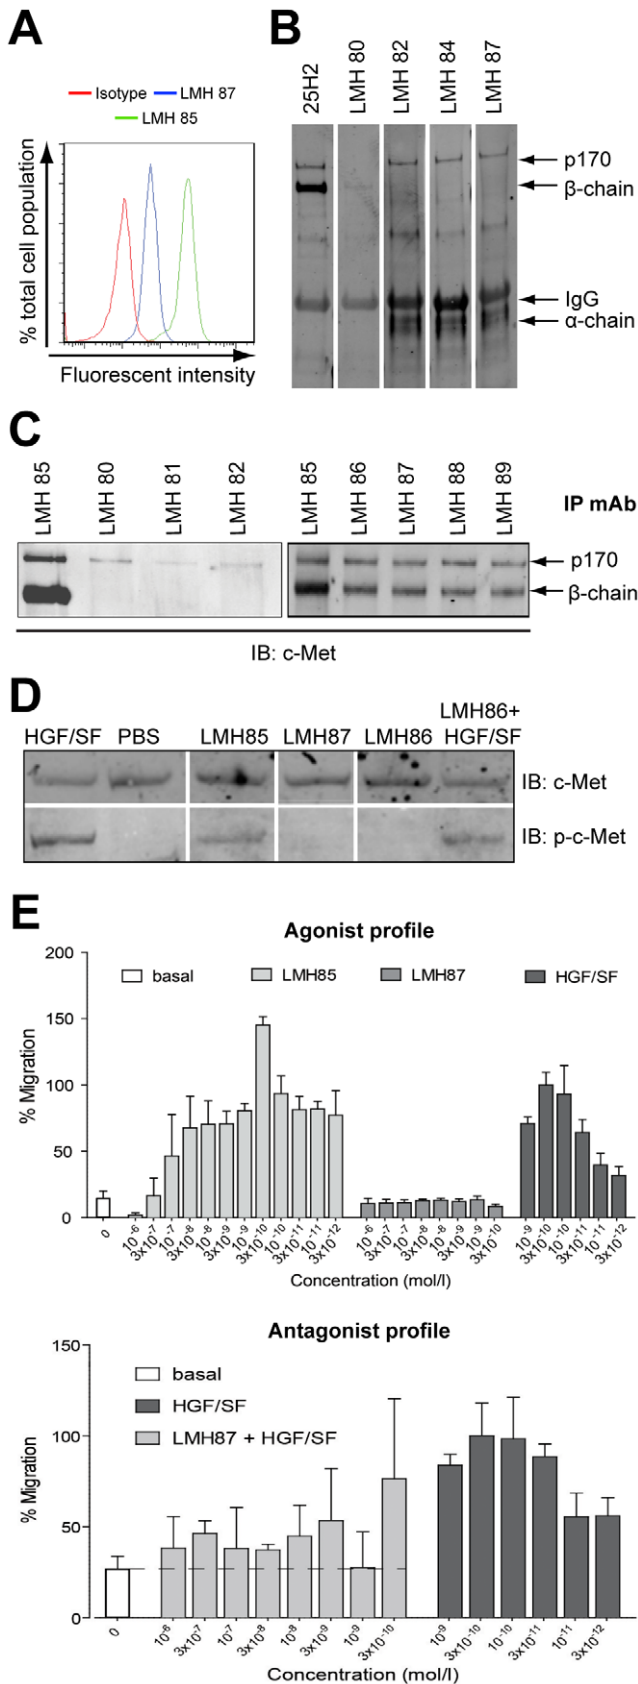 A
Isotype LMH 87
LMH 85
% total cell population
Fluorescent intensity
B
25H2 LMH 80 LMH 82 LMH 84 LMH 87
p170
β-chain
IgG
α-chain
C
LMH 85 LMH 80 LMH 81 LMH 82 LMH 85 LMH 86 LMH 87 LMH 88 LMH 89 IP mAb
p170
β-chain
IB: c-Met
D
HGF/SF PBS LMH85 LMH87 LMH86 LMH86+ HGF/SF
IB: c-Met
IB: p-c-Met
E
Agonist profile
basal LMH85 LMH87 HGF/SF
% Migration
200
150
100
50
0
0 10⁻⁶ 3x10⁻⁷ 10⁻⁷ 3x10⁻⁸ 10⁻⁸ 3x10⁻⁹ 10⁻⁹ 3x10⁻¹⁰ 10⁻¹⁰ 3x10⁻¹¹ 10⁻¹¹ 3x10⁻¹² 10⁻⁶ 3x10⁻⁷ 10⁻⁷ 3x10⁻⁸ 10⁻⁸ 3x10⁻⁹ 10⁻⁹ 3x10⁻¹⁰ 10⁻⁹ 3x10⁻¹⁰ 10⁻¹⁰ 3x10⁻¹¹ 10⁻¹¹ 3x10⁻¹²
Concentration (mol/l)
Antagonist profile
basal
HGF/SF
LMH87 + HGF/SF
% Migration
150
100
50
0
0 10⁻⁶ 3x10⁻⁷ 10⁻⁷ 3x10⁻⁸ 10⁻⁸ 3x10⁻⁹ 10⁻⁹ 3x10⁻¹⁰ 10⁻⁹ 3x10⁻¹⁰ 10⁻¹⁰ 3x10⁻¹¹ 10⁻¹¹ 3x10⁻¹²
Concentration (mol/l)